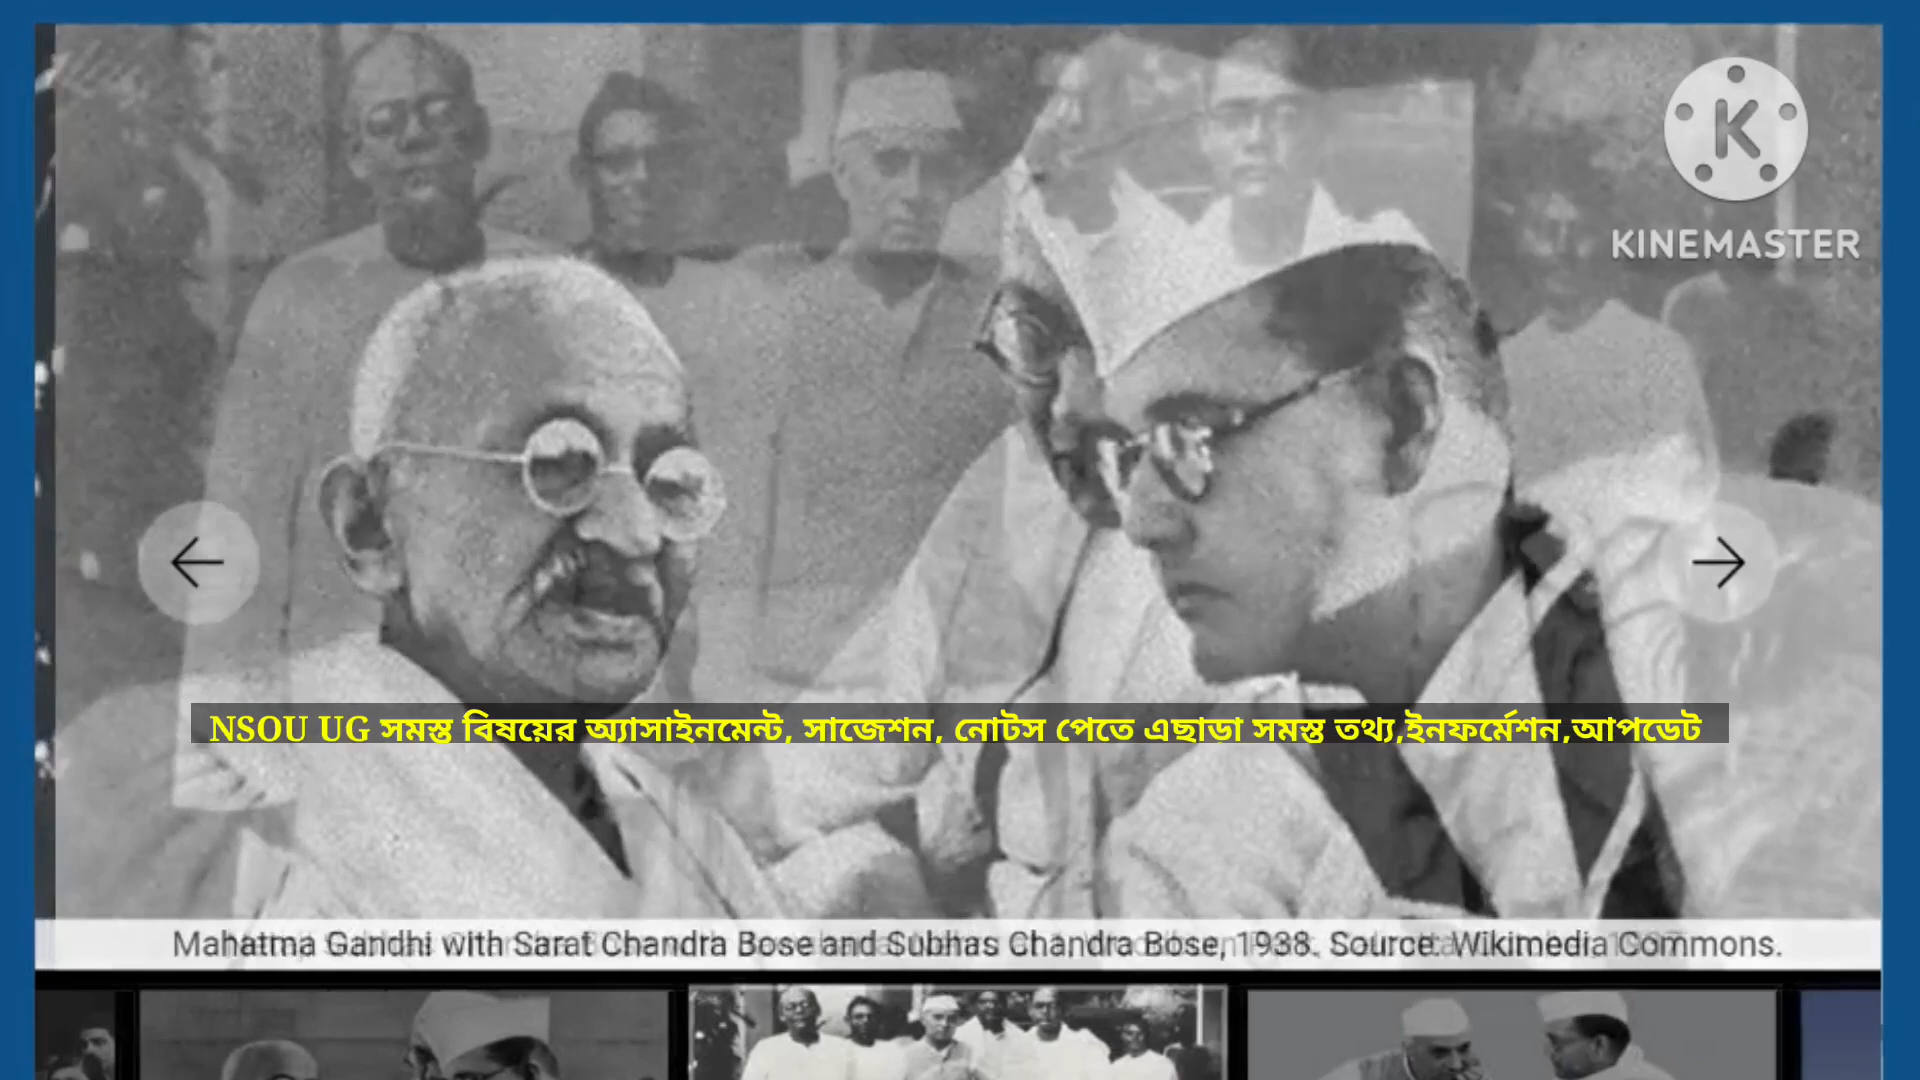 KINEMASTER
NSOU UG সমস্ত বিষয়ের অ্যাসাইনমেন্ট, সাজেশন, নোটস পেতে এছাডা সমস্ত তথ্য,ইনফর্মেশন,আপডেট
Mahatma Gandhi with Sarat Chandra Bose and Subhas Chandra Bose, 1938. Source: Wikimedia Commons.